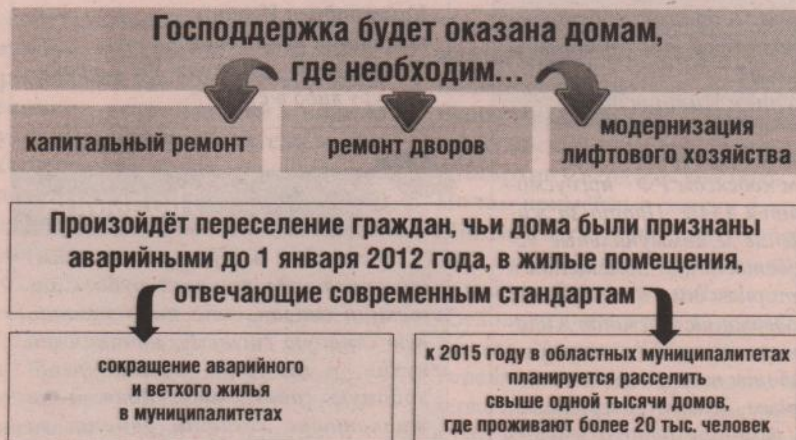 Господдержка будет оказана домам,
где необходим...
капитальный ремонт
ремонт дворов
модернизация
лифтового хозяйства
Произойдёт переселение граждан, чьи дома были признаны
аварийными до 1 января 2012 года, в жилые помещения,
отвечающие современным стандартам
сокращение аварийного
и ветхого жилья
в муниципалитетах
к 2015 году в областных муниципалитетах
планируется расселить
свыше одной тысячи домов,
где проживают более 20 тыс. человек